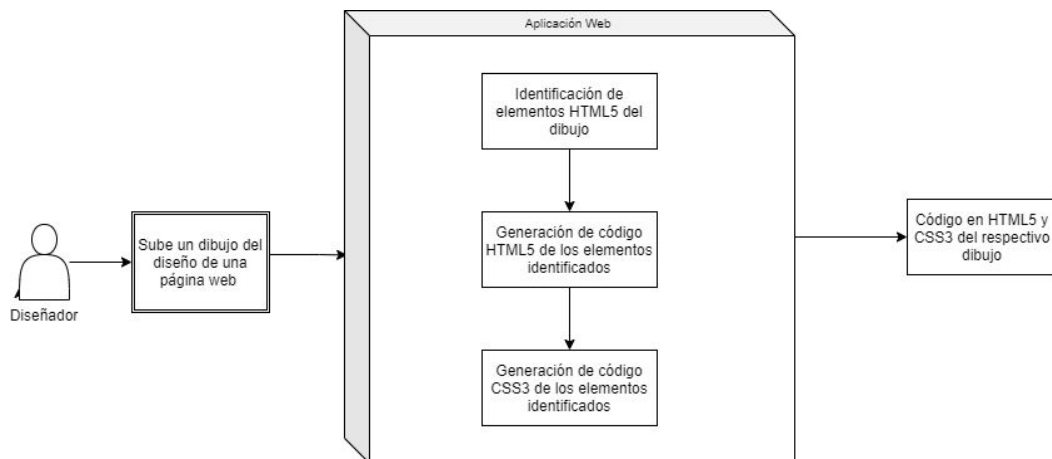 Aplicación Web
Identificación de
elementos HTML5 del
dibujo
Sube un dibujo del
diseño de una
página web
Diseñador
Generación de código
HTML5 de los elementos
identificados
Generación de código
CSS3 de los elementos
identificados
Código en HTML5 y
CSS3 del respectivo
dibujo